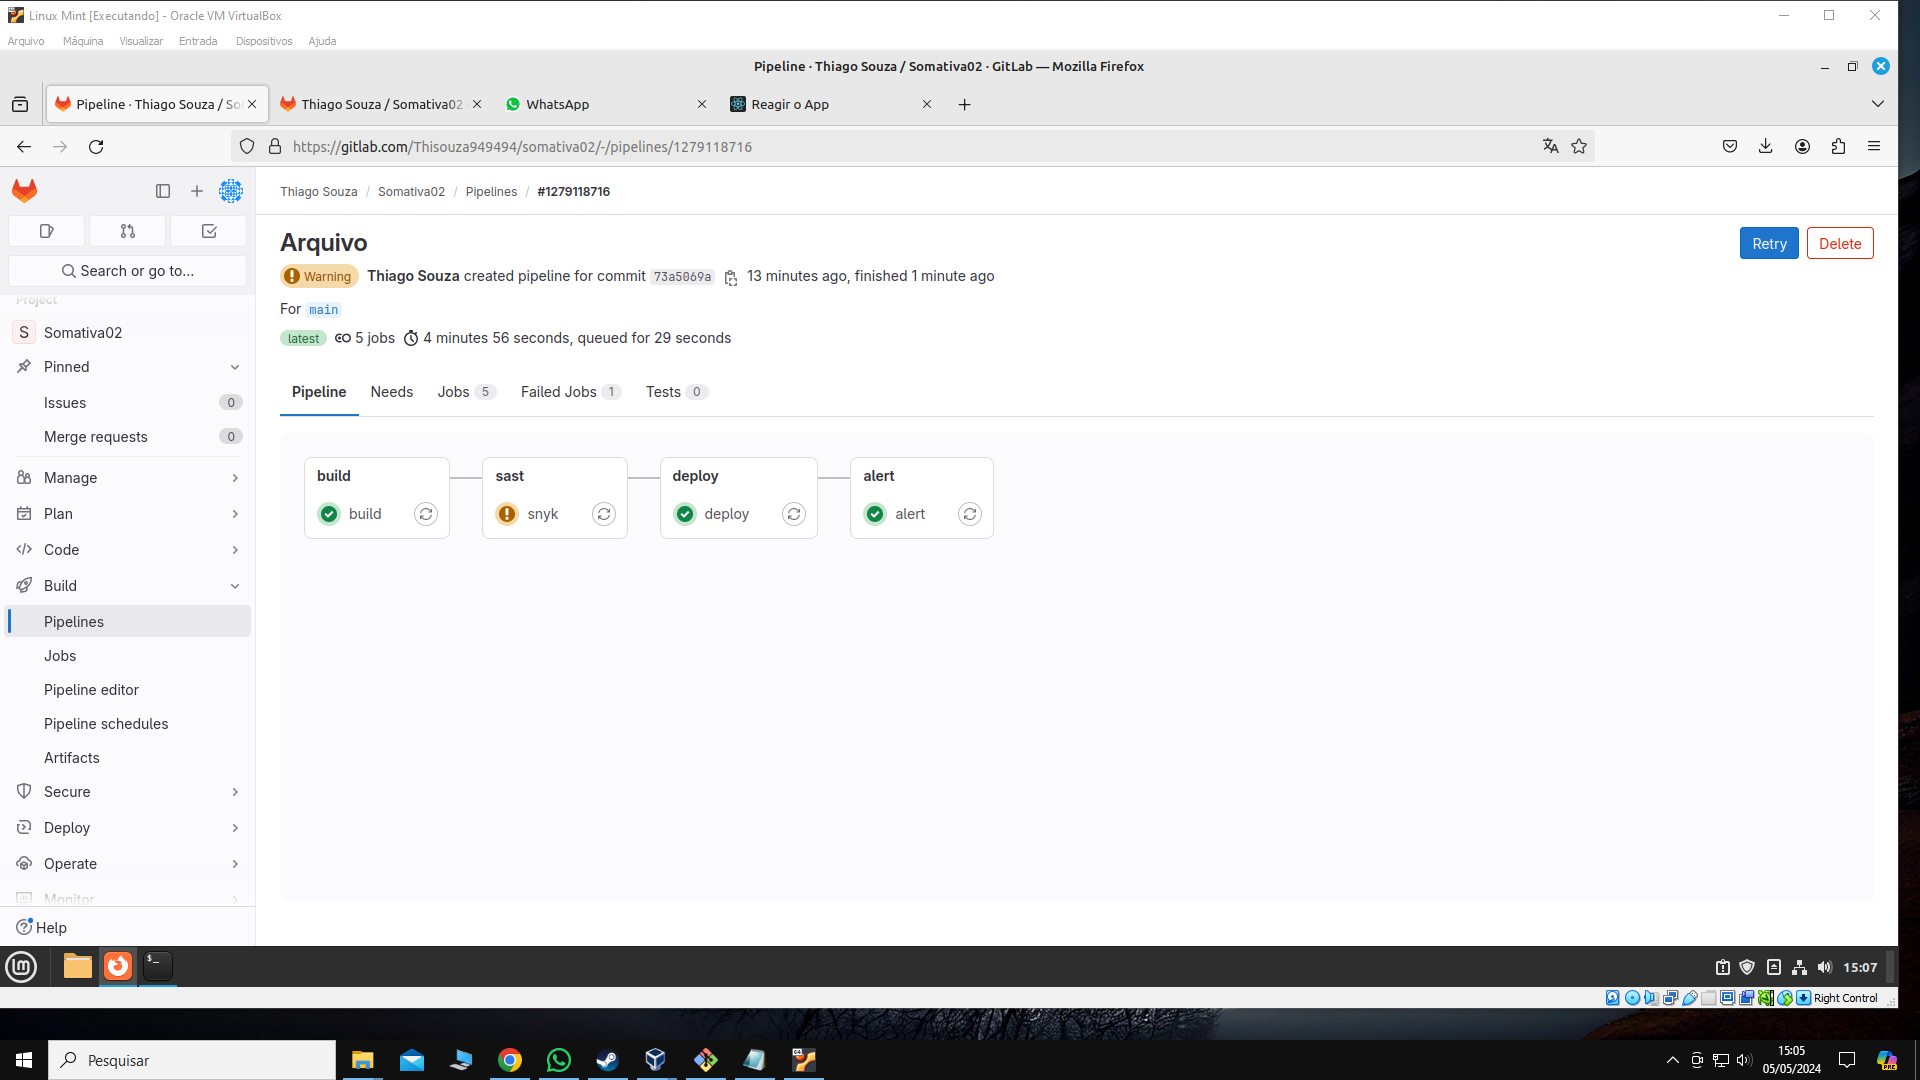 Linux Mint [Executando] - Oracle VM VirtualBox
Arquivo Máquina Visualizar Entrada Dispositivos Ajuda
Pipeline · Thiago Souza / Somativa02 · GitLab — Mozilla Firefox
Pipeline · Thiago Souza / So
Thiago Souza / Somativa02
WhatsApp
Reagir o App
https://gitlab.com/Thisouza949494/somativa02/-/pipelines/1279118716
Thiago Souza / Somativa02 / Pipelines / #1279118716
Search or go to...
Project
S Somativa02
Pinned
Issues 0
Merge requests 0
Manage
Plan
Code
Build
Pipelines
Jobs
Pipeline editor
Pipeline schedules
Artifacts
Secure
Deploy
Operate
Monitor
Help
Arquivo
Retry
Delete
Warning Thiago Souza created pipeline for commit 73a5069a 13 minutes ago, finished 1 minute ago
For main
latest 5 jobs 4 minutes 56 seconds, queued for 29 seconds
Pipeline Needs Jobs 5 Failed Jobs 1 Tests 0
build
build
sast
snyk
deploy
deploy
alert
alert
15:07
Right Control
Pesquisar
15:05
05/05/2024